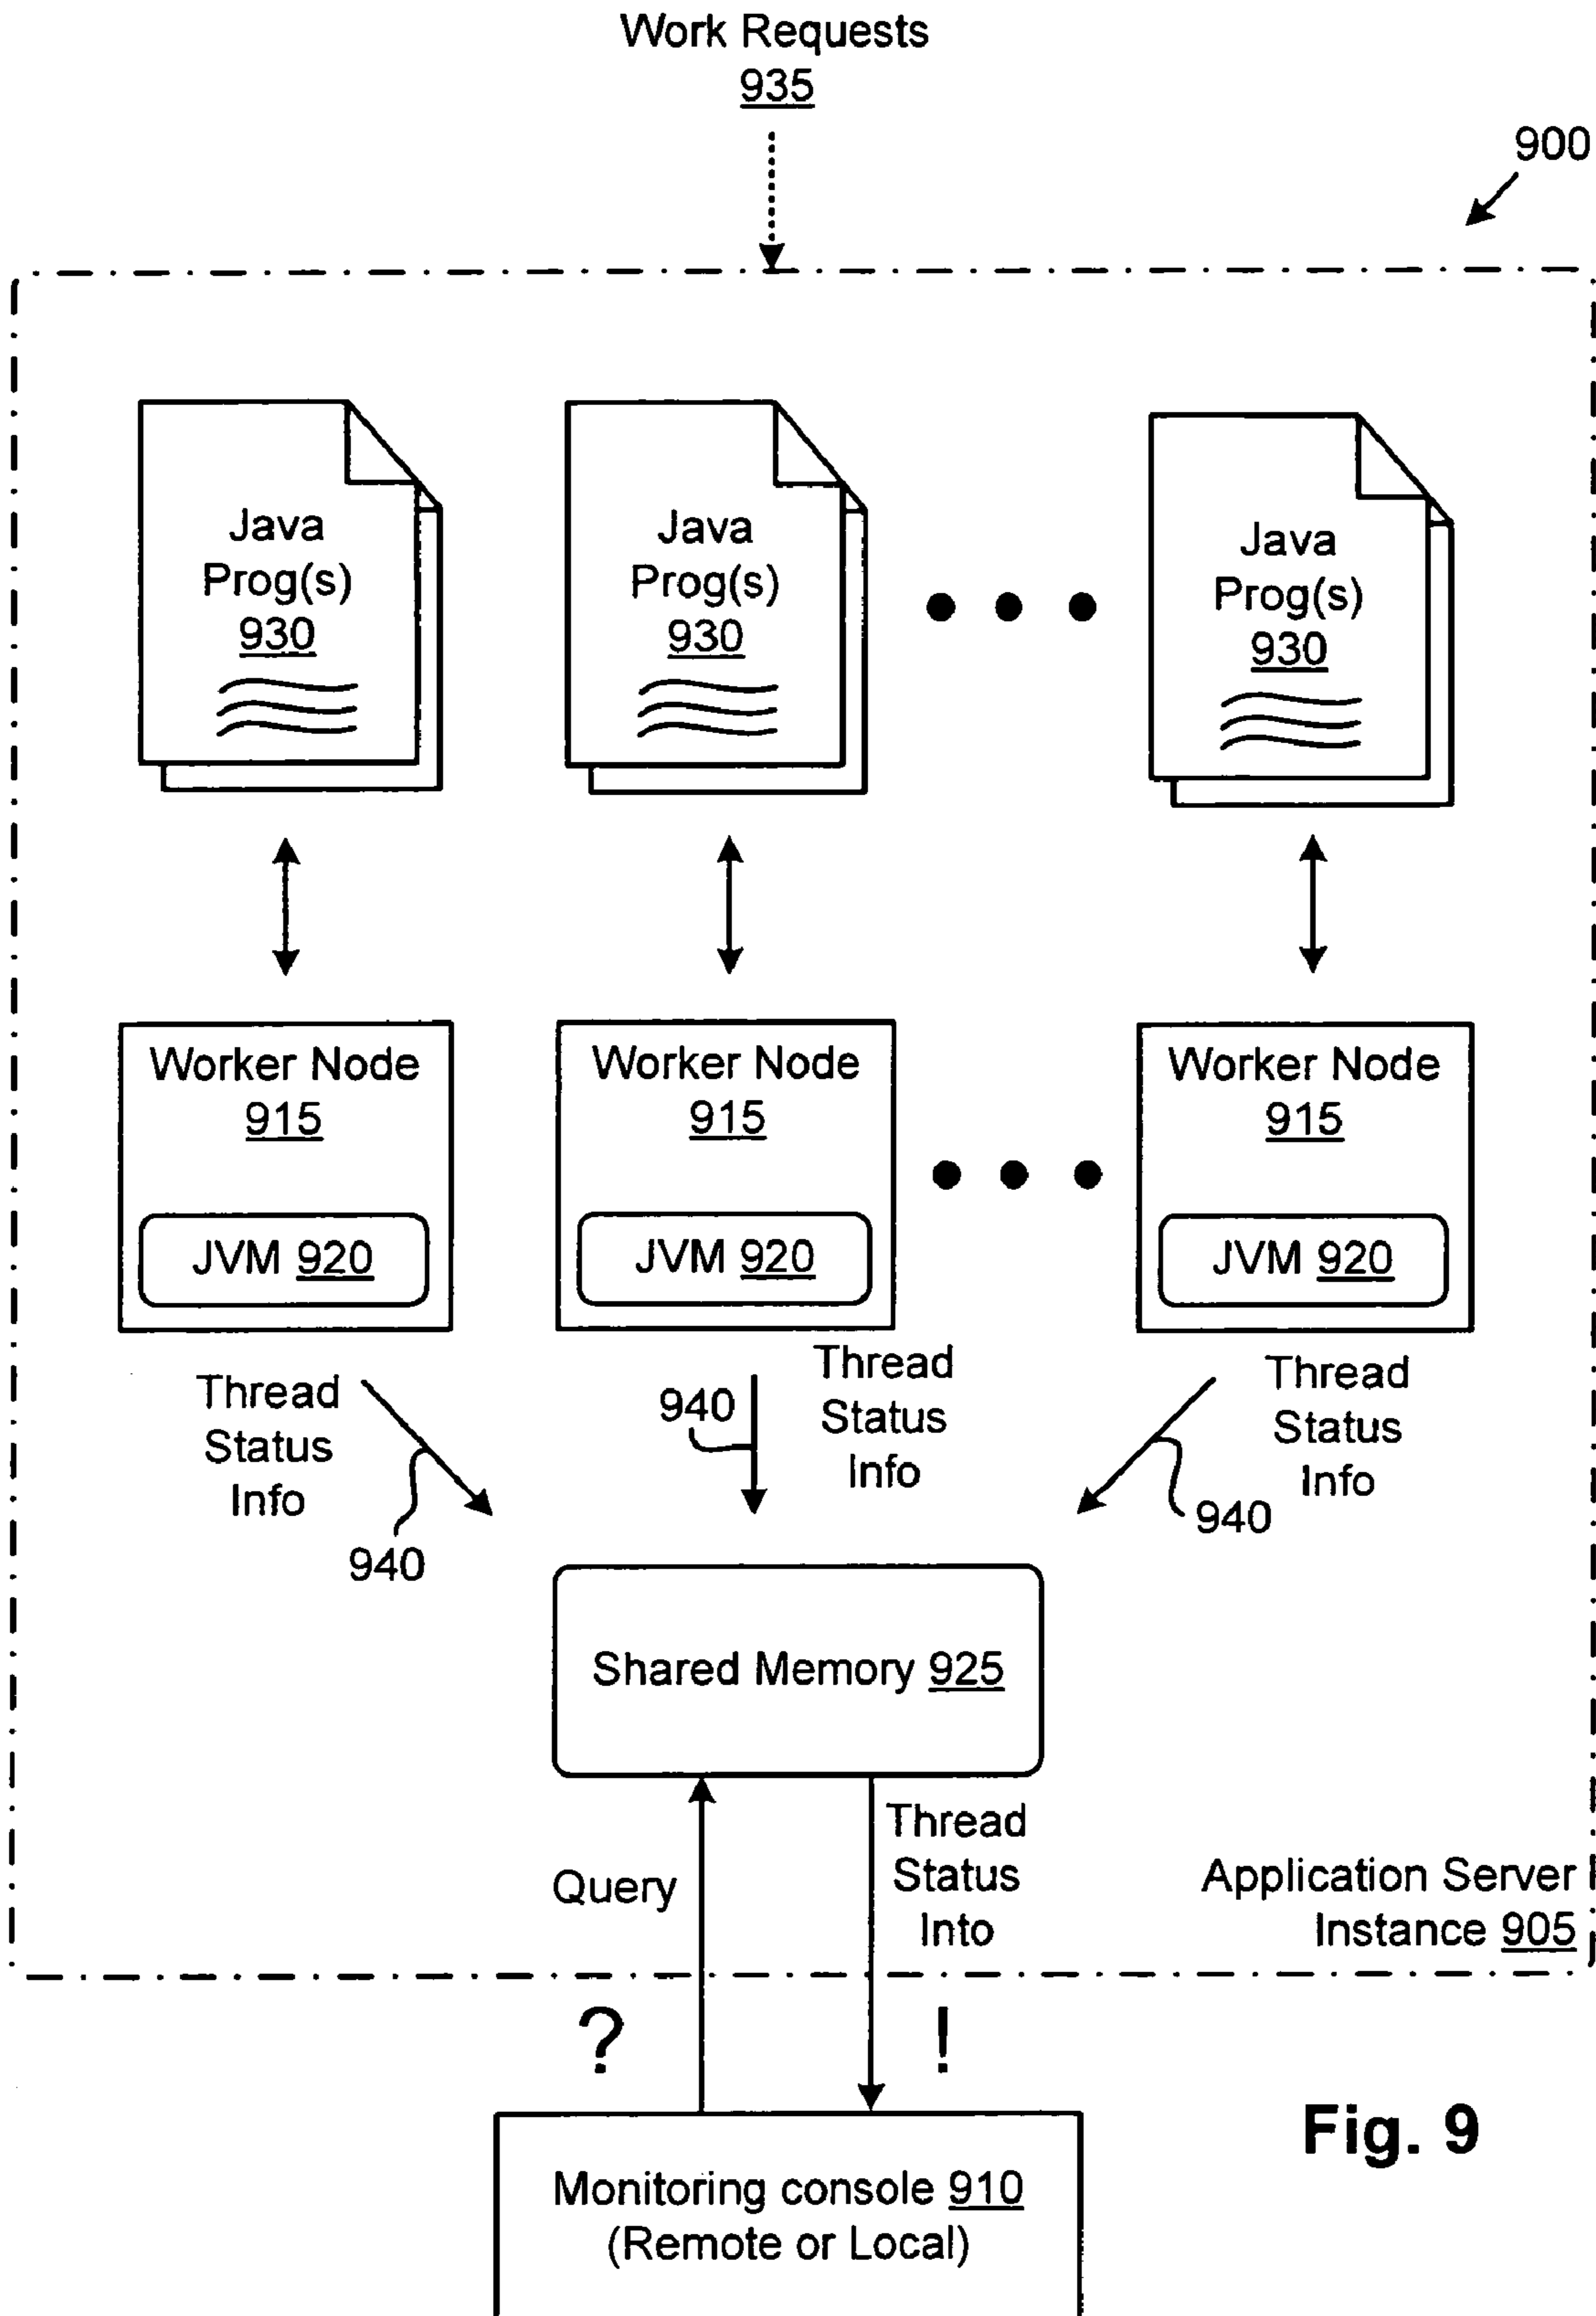 Work Requests
935
900
Java
Prog(s)
930
Java
Prog(s)
930
Java
Prog(s)
930
Worker Node
915
JVM 920
Worker Node
915
JVM 920
Worker Node
915
JVM 920
Thread
Status
Info
940
940
Thread
Status
Info
Thread
Status
Info
940
Shared Memory 925
Query
Thread
Status
Into
Application Server
Instance 905
?
!
Monitoring console 910
(Remote or Local)
Fig. 9